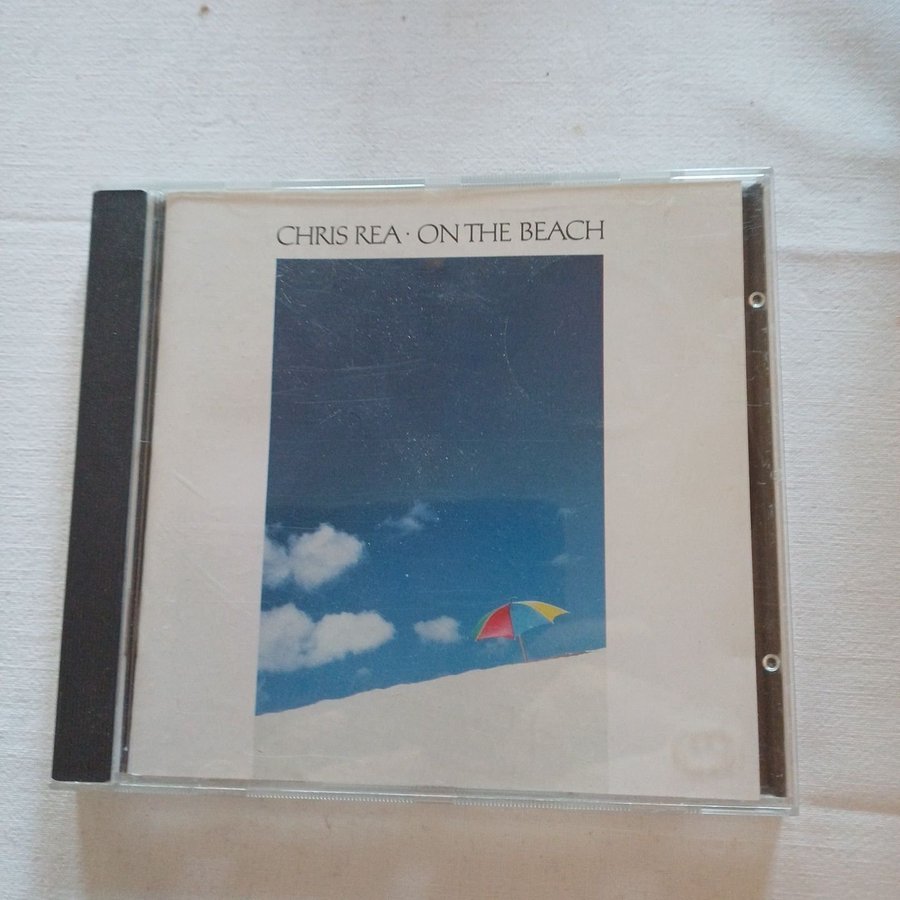 CHRIS REA · ON THE BEACH